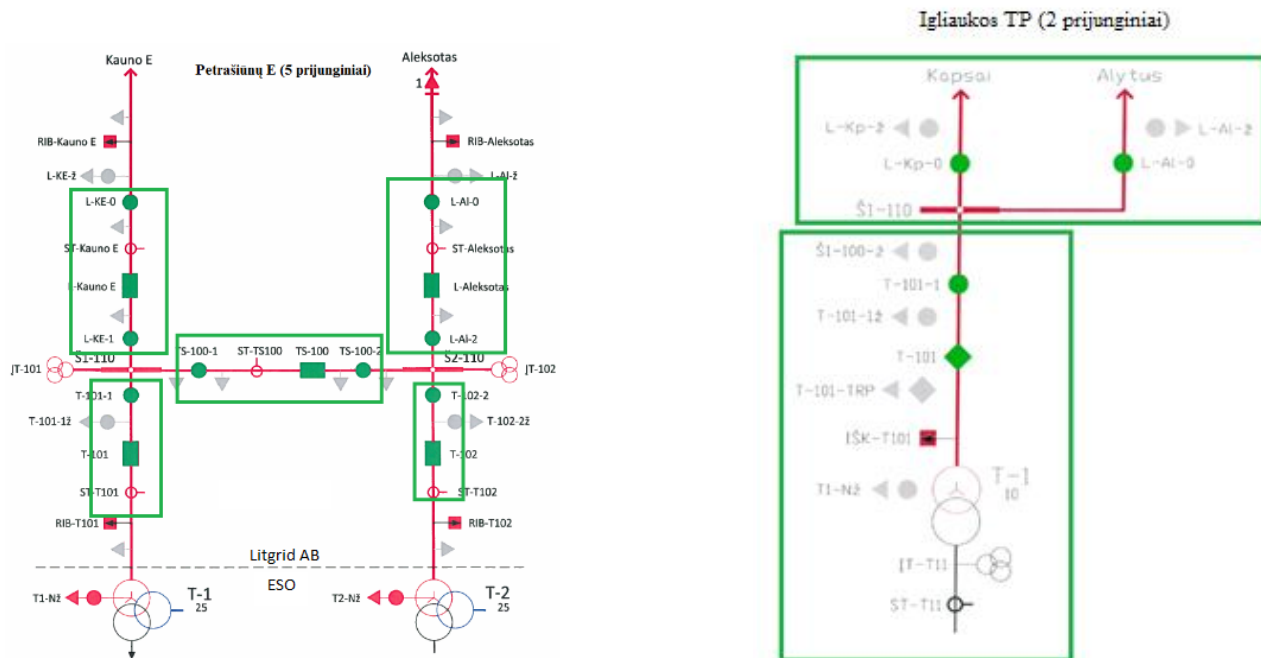 Igliaukos TP (2 prijunginiai)
Kauno E
Petrašiūnų E (5 prijunginiai)
Aleksotas
1
RIB-Kauno E
RIB-Aleksotas
L-KE-ž
L-Al-ž
L-KE-0
L-Al-0
ST-Kauno E
ST-Aleksotas
L-Kauno E
L-Aleksotas
L-KE-1
L-Al-2
TS-100-1
ST-TS100
TS-100
TS-100-2
Š1-110
Š2-110
ĮT-101
ĮT-102
T-101-1
T-102-2
T-101-1ž
T-102-2ž
T-101
T-102
ST-T101
ST-T102
RIB-T101
RIB-T102
Litgrid AB
ESO
T1-Nž
T-1
25
T2-Nž
T-2
25
Kapsai
Alytus
L-Kp-ž
L-Al-ž
L-Kp-0
L-Al-0
Š1-110
Š1-100-ž
T-101-1
T-101-1ž
T-101
T-101-TRP
IŠK-T101
T-1
10
T1-Nž
ĮT-T11
ST-T11